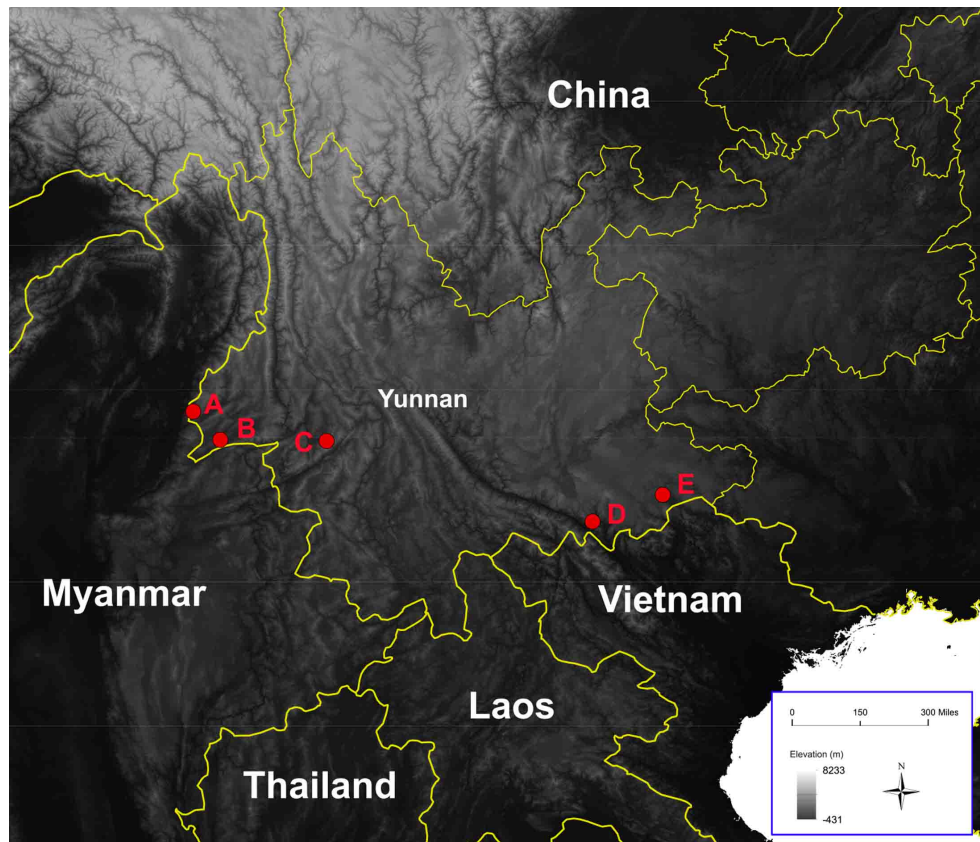 China
Yunnan
A
B
C
E
D
Myanmar
Vietnam
Laos
Thailand
0 150 300 Miles
Elevation (m)
8233
-431
N